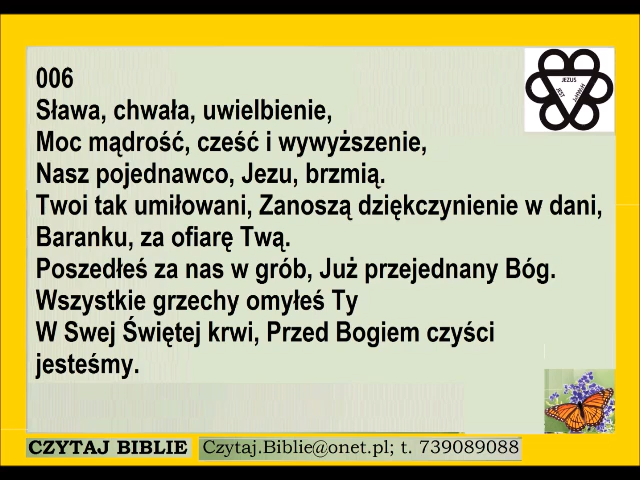 006
Sława, chwała, uwielbienie,
Moc mądrość, cześć i wywyższenie,
Nasz pojednawco, Jezu, brzmią.
Twoi tak umiłowani, Zanoszą dziękczynienie w dani,
Baranku, za ofiarę Twą.
Poszedłeś za nas w grób, Już przejednany Bóg.
Wszystkie grzechy omyłeś Ty
W Swej Świętej krwi, Przed Bogiem czyści
jesteśmy.
JEZUS
JEST
CZYTAJ BIBLIE
Czytaj.Biblie@onet.pl; t. 739089088